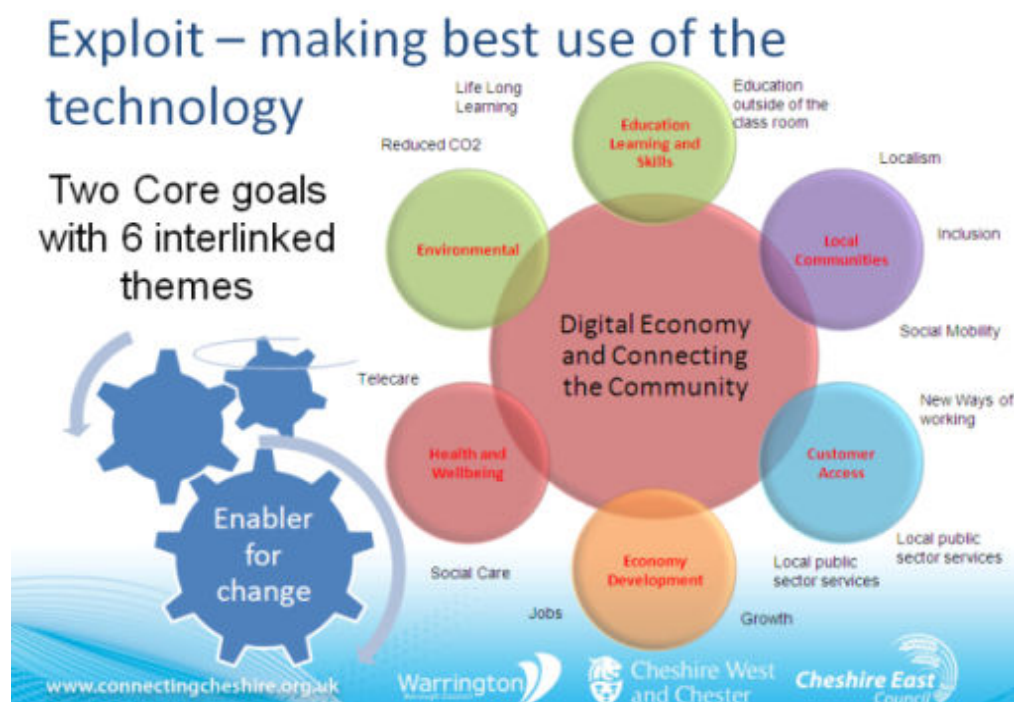 Exploit – making best use of the
technology
Two Core goals
with 6 interlinked
themes
Enabler
for
change
Life Long
Learning
Reduced CO2
Education
Learning and
Skills
Education
outside of the
class room
Localism
Environmental
Local
Communities
Inclusion
Digital Economy
and Connecting
the Community
Social Mobility
Telecare
New Ways of
working
Health and
Wellbeing
Customer
Access
Local public
sector services
Economy
Development
Local public
sector services
Social Care
Jobs
Growth
www.connectingcheshire.org.uk
Warrington
Cheshire West
and Chester
Cheshire East
Council